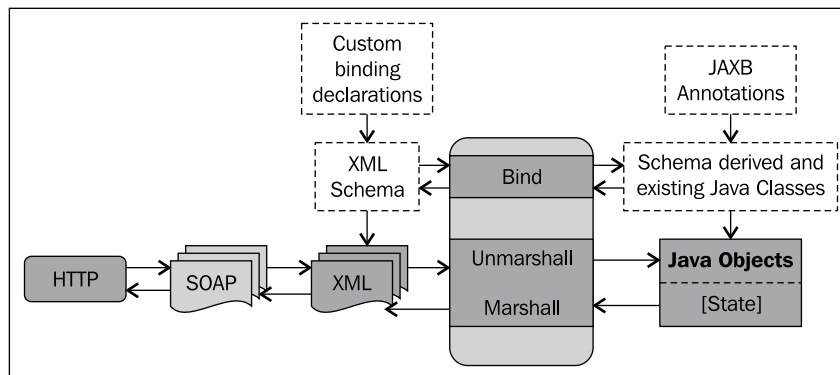 Custom
binding
declarations
JAXB
Annotations
XML
Schema
Bind
Schema derived and
existing Java Classes
HTTP
SOAP
XML
Unmarshall
Marshall
Java Objects
[State]